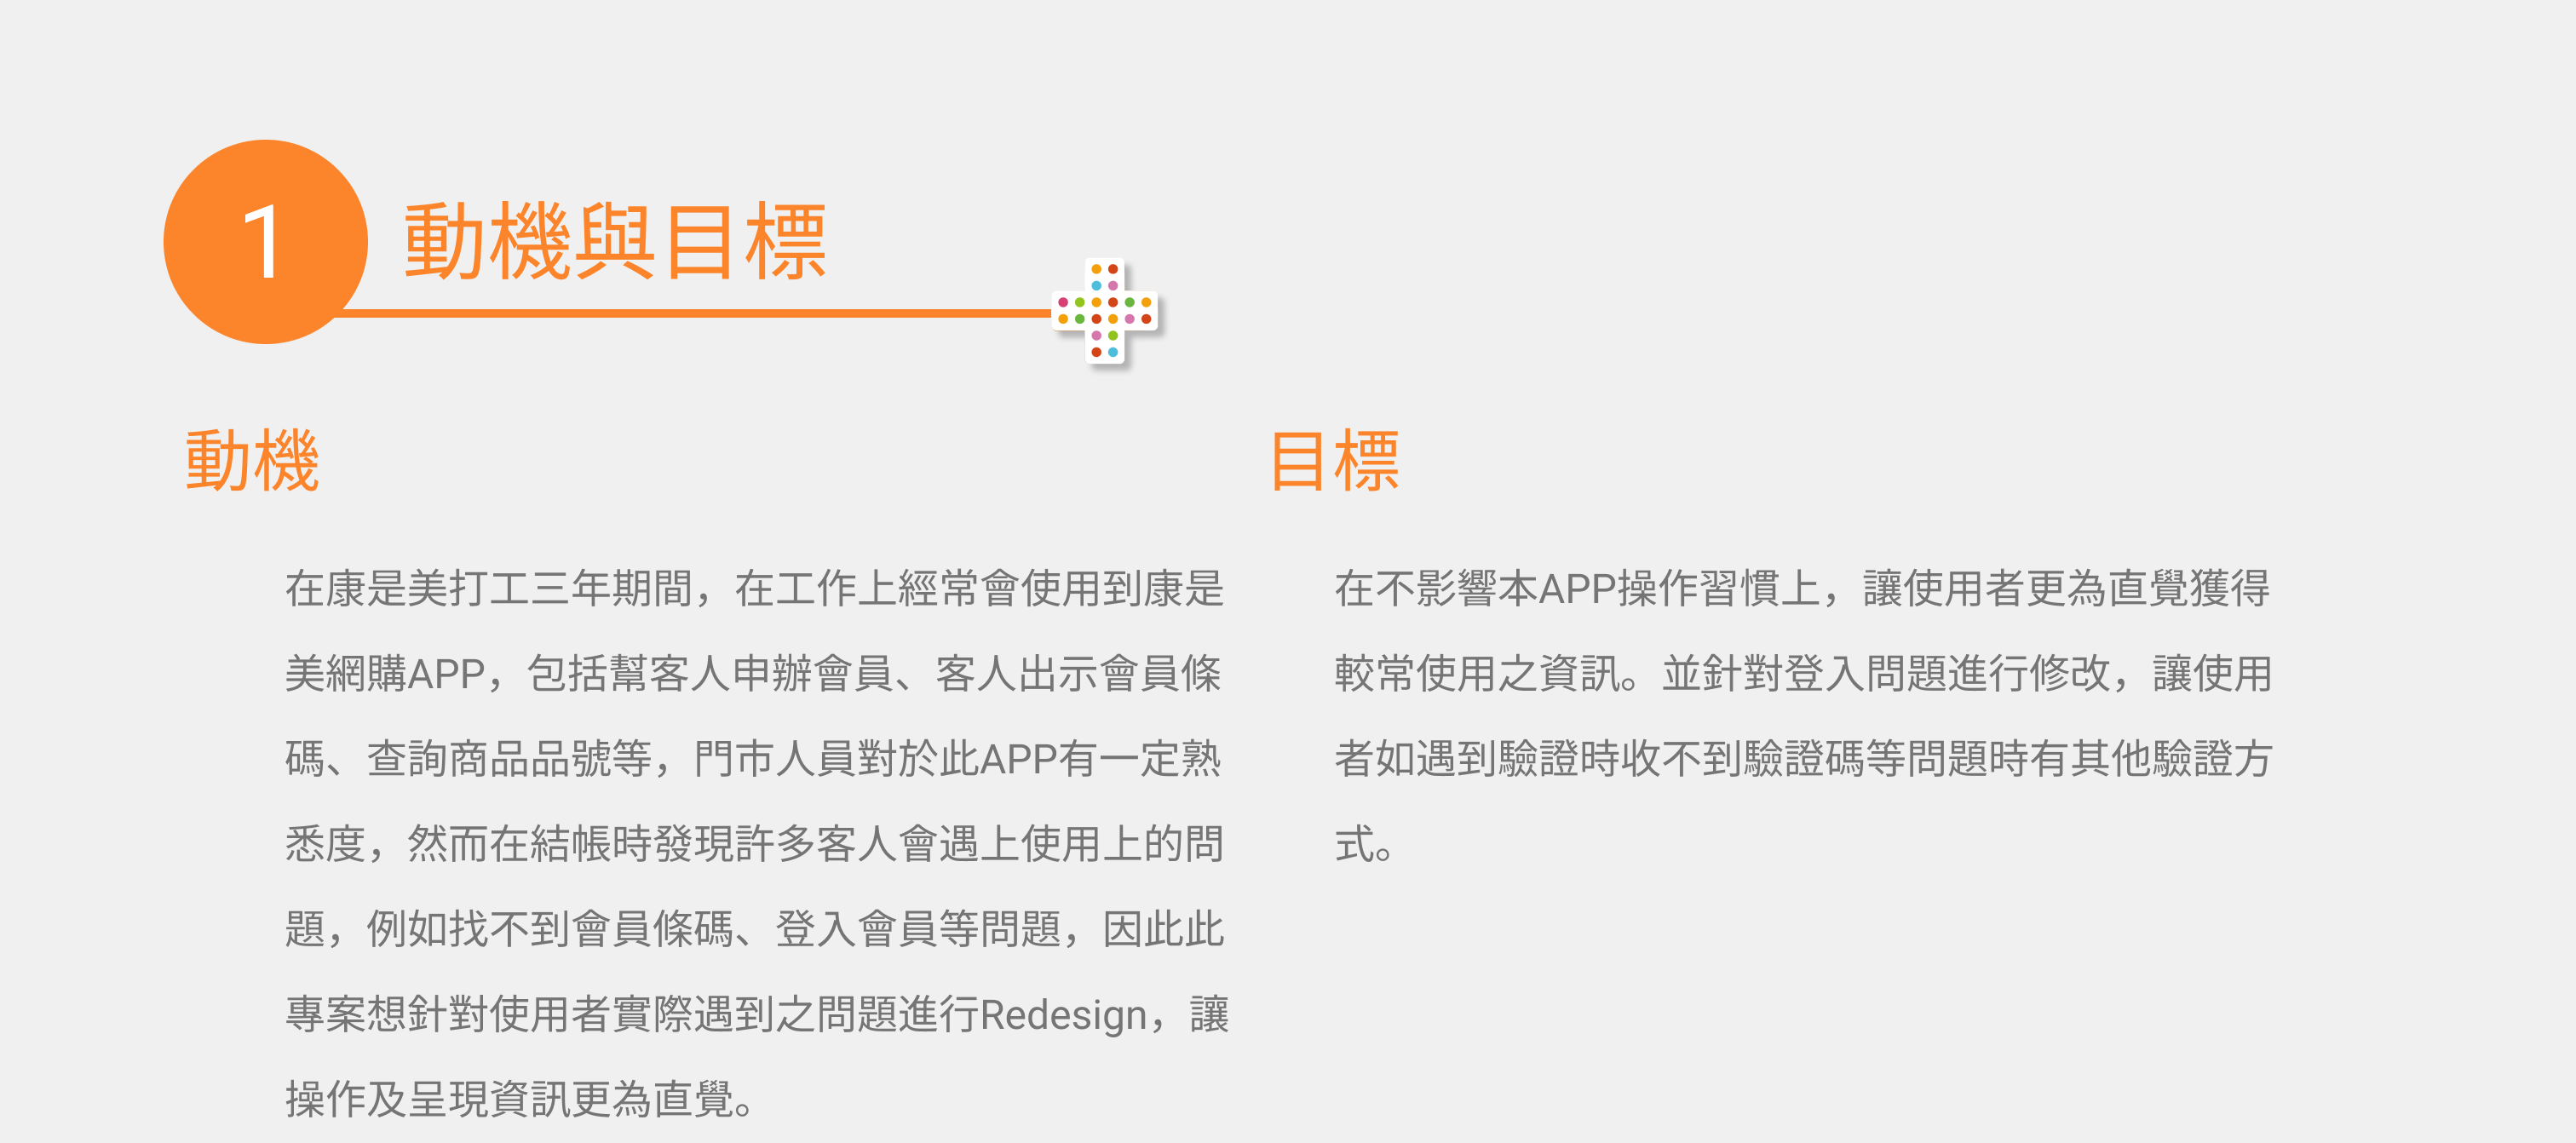 1
動機與目標
動機
在康是美打工三年期間，在工作上經常會使用到康是
美網購APP，包括幫客人申辦會員、客人出示會員條
碼、查詢商品品號等，門市人員對於此APP有一定熟
悉度，然而在結帳時發現許多客人會遇上使用上的問
題，例如找不到會員條碼、登入會員等問題，因此此
專案想針對使用者實際遇到之問題進行Redesign，讓
操作及呈現資訊更為直覺。
目標
在不影響本APP操作習慣上，讓使用者更為直覺獲得
較常使用之資訊。並針對登入問題進行修改，讓使用
者如遇到驗證時收不到驗證碼等問題時有其他驗證方
式。